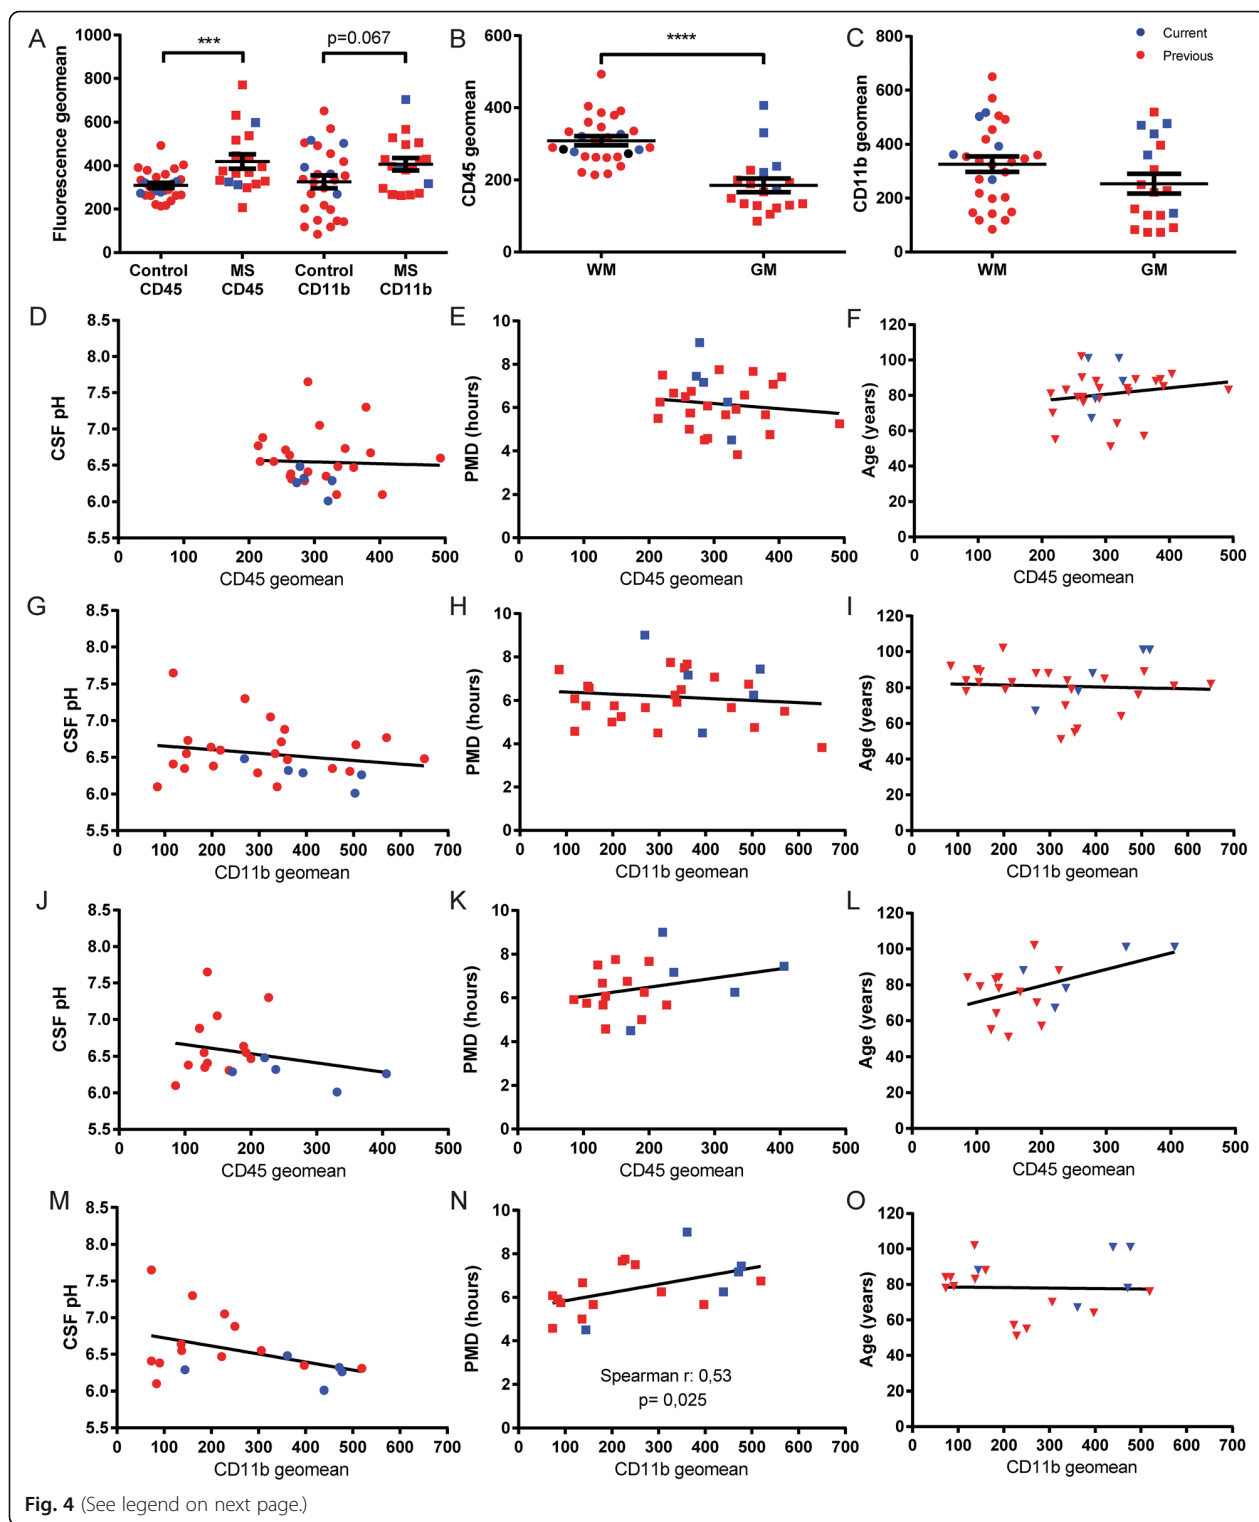 A
Fluorescence geomean
1000
800
600
400
200
0
***
p=0.067
Control CD45
MS CD45
Control CD11b
MS CD11b
B
CD45 geomean
600
400
200
0
****
WM
GM
C
CD11b geomean
800
600
400
200
0
Current
Previous
WM
GM
D
CSF pH
8.5
8.0
7.5
7.0
6.5
6.0
5.5
0 100 200 300 400 500
CD45 geomean
E
PMD (hours)
10
8
6
4
2
0
0 100 200 300 400 500
CD45 geomean
F
Age (years)
120
100
80
60
40
20
0
0 100 200 300 400 500
CD45 geomean
G
CSF pH
8.5
8.0
7.5
7.0
6.5
6.0
5.5
0 100 200 300 400 500 600 700
CD11b geomean
H
PMD (hours)
10
8
6
4
2
0
0 100 200 300 400 500 600 700
CD11b geomean
I
Age (years)
120
100
80
60
40
20
0
0 100 200 300 400 500 600 700
CD11b geomean
J
CSF pH
8.5
8.0
7.5
7.0
6.5
6.0
5.5
0 100 200 300 400 500
CD45 geomean
K
PMD (hours)
10
8
6
4
2
0
0 100 200 300 400 500
CD45 geomean
L
Age (years)
120
100
80
60
40
20
0
0 100 200 300 400 500
CD45 geomean
M
CSF pH
8.5
8.0
7.5
7.0
6.5
6.0
5.5
0 100 200 300 400 500 600 700
CD11b geomean
N
PMD (hours)
10
8
6
4
2
0
Spearman r: 0,53
p= 0,025
0 100 200 300 400 500 600 700
CD11b geomean
O
Age (years)
120
100
80
60
40
20
0
0 100 200 300 400 500 600 700
CD11b geomean
Fig. 4 (See legend on next page.)